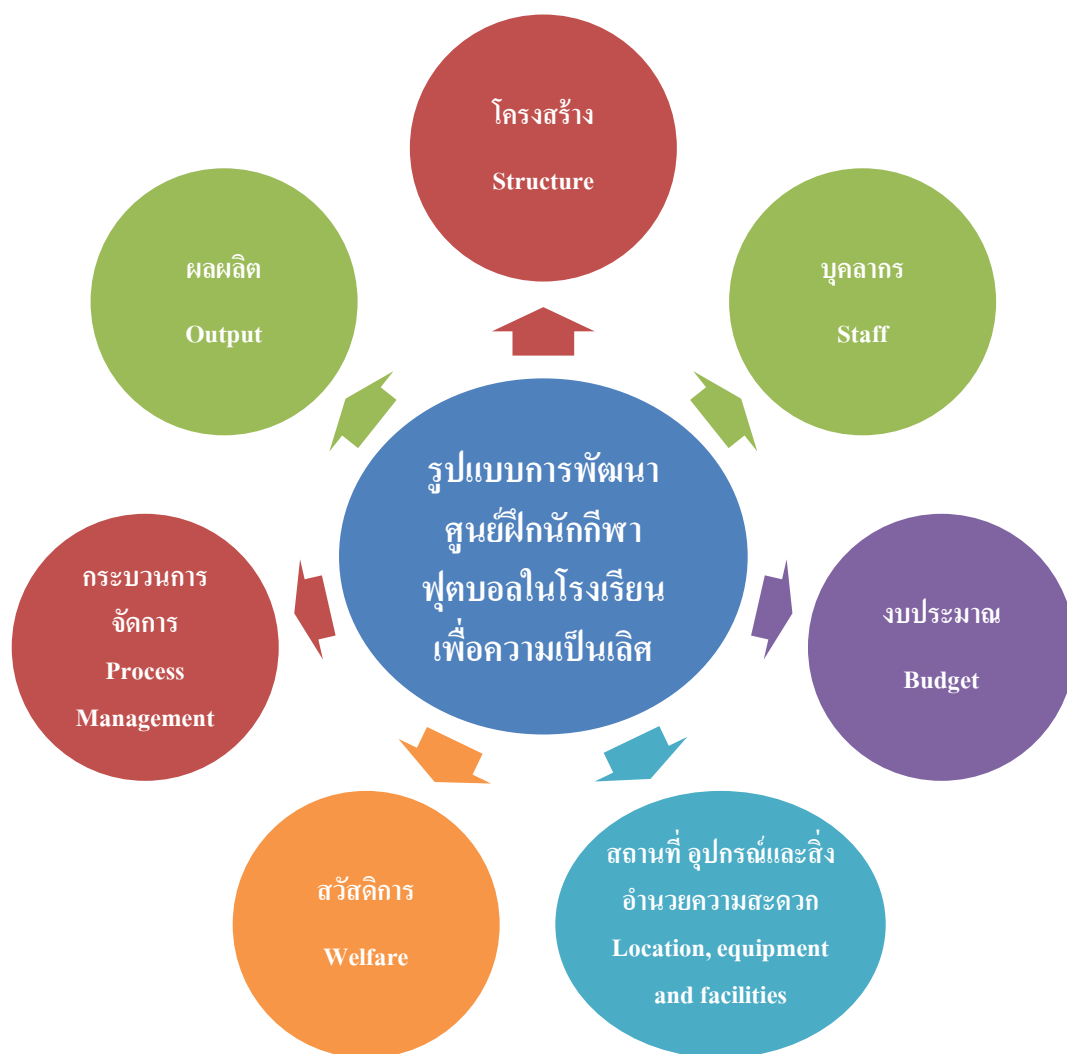 โครงสร้าง
Structure
ผลผลิต
Output
บุคลากร
Staff
รูปแบบการพัฒนา
ศูนย์ฝึกนักกีฬา
ฟุตบอลในโรงเรียน
เพื่อความเป็นเลิศ
กระบวนการ
จัดการ
Process
Management
งบประมาณ
Budget
สวัสดิการ
Welfare
สถานที่ อุปกรณ์และสิ่ง
อำนวยความสะดวก
Location, equipment
and facilities